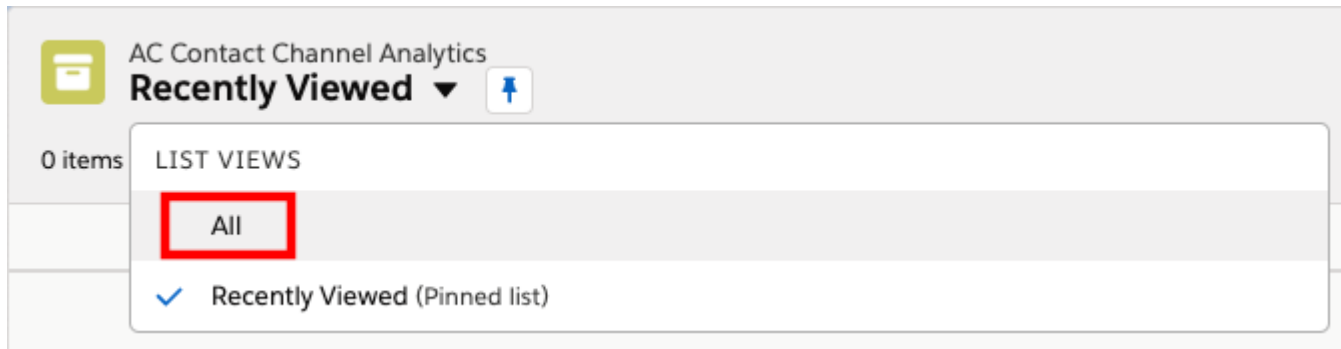 AC Contact Channel Analytics
Recently Viewed
0 items
LIST VIEWS
All
Recently Viewed (Pinned list)